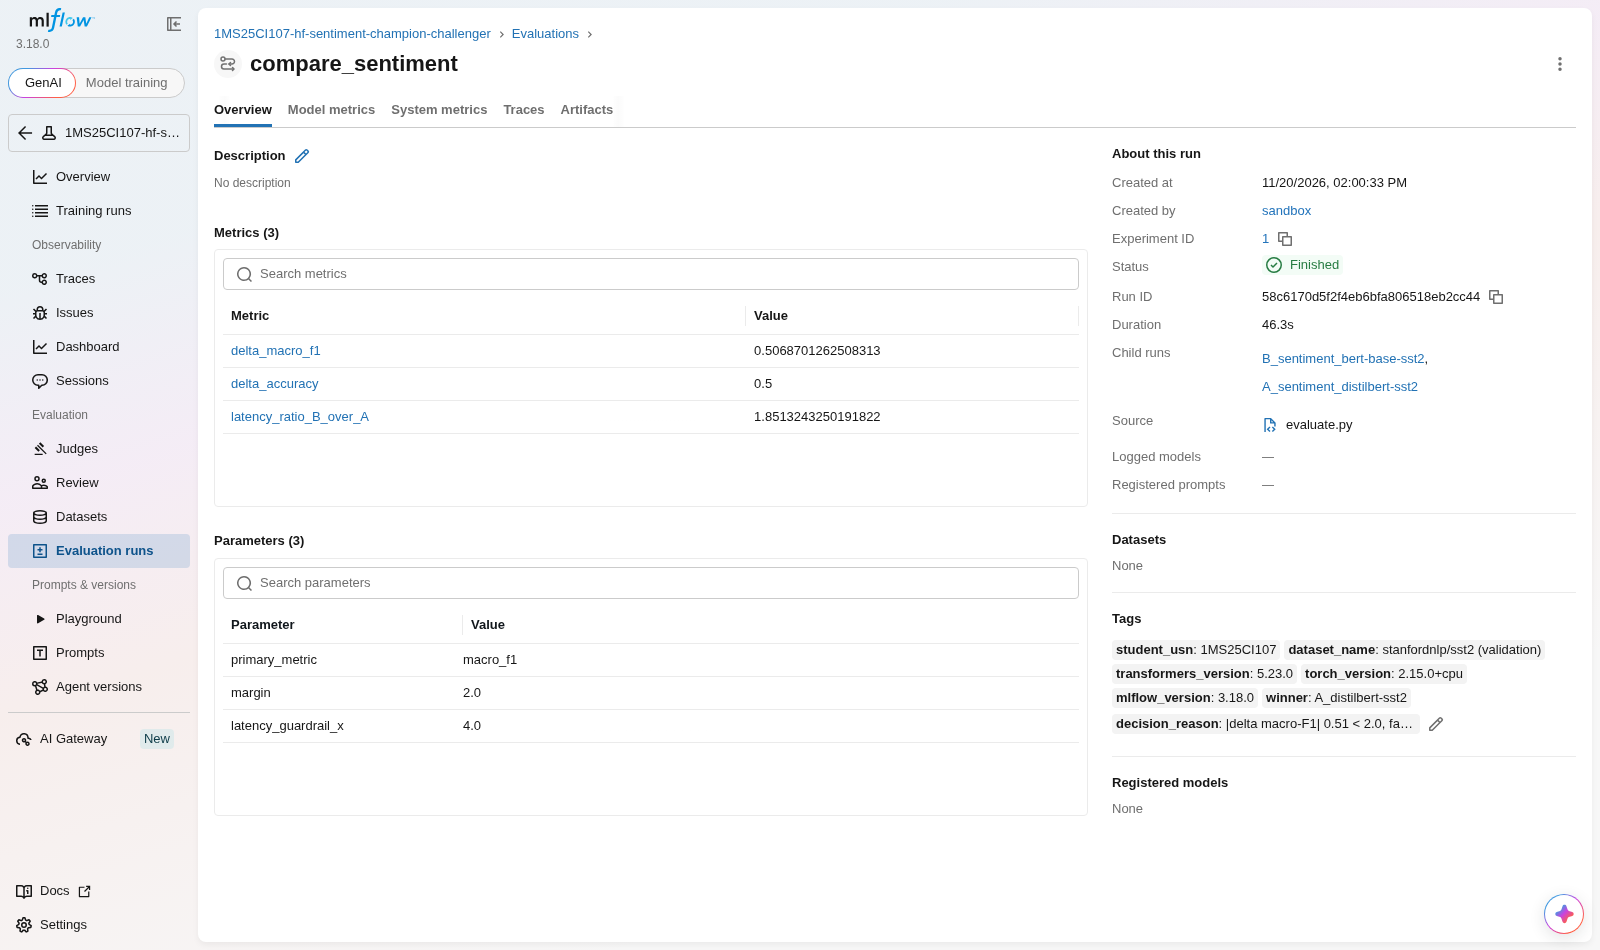 mlflow
3.18.0
GenAI
Model training
1MS25CI107-hf-s...
Overview
Training runs
Observability
Traces
Issues
Dashboard
Sessions
Evaluation
Judges
Review
Datasets
Evaluation runs
Prompts & versions
Playground
Prompts
Agent versions
AI Gateway New
Docs
Settings
1MS25CI107-hf-sentiment-champion-challenger > Evaluations >
compare_sentiment
Overview Model metrics System metrics Traces Artifacts
Description
No description
Metrics (3)
Search metrics
Metric Value
delta_macro_f1 0.5068701262508313
delta_accuracy 0.5
latency_ratio_B_over_A 1.8513243250191822
Parameters (3)
Search parameters
Parameter Value
primary_metric macro_f1
margin 2.0
latency_guardrail_x 4.0
About this run
Created at 11/20/2026, 02:00:33 PM
Created by sandbox
Experiment ID 1
Status Finished
Run ID 58c6170d5f2f4eb6bfa806518eb2cc44
Duration 46.3s
Child runs B_sentiment_bert-base-sst2,
A_sentiment_distilbert-sst2
Source evaluate.py
Logged models —
Registered prompts —
Datasets
None
Tags
student_usn: 1MS25CI107 dataset_name: stanfordnlp/sst2 (validation)
transformers_version: 5.23.0 torch_version: 2.15.0+cpu
mlflow_version: 3.18.0 winner: A_distilbert-sst2
decision_reason: |delta macro-F1| 0.51 < 2.0, fa...
Registered models
None